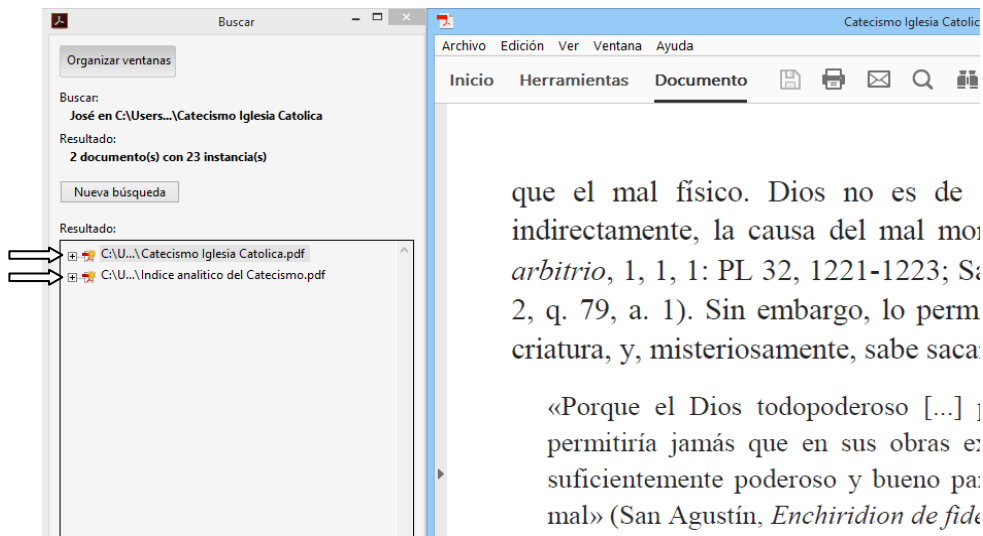 Buscar
Organizar ventanas
Buscar:
José en C:\Users...\Catecismo Iglesia Catolica
Resultado:
2 documento(s) con 23 instancia(s)
Nueva búsqueda
Resultado:
C:\U...\Catecismo Iglesia Catolica.pdf
C:\U...\Indice analitico del Catecismo.pdf
Catecismo Iglesia Catolic
Archivo Edición Ver Ventana Ayuda
Inicio Herramientas Documento
que el mal físico. Dios no es de
indirectamente, la causa del mal mor
arbitrio, 1, 1, 1: PL 32, 1221-1223; Sa
2, q. 79, a. 1). Sin embargo, lo perm
criatura, y, misteriosamente, sabe saca
«Porque el Dios todopoderoso [...] p
permitiría jamás que en sus obras ex
suficientemente poderoso y bueno par
mal» (San Agustín, Enchiridion de fide